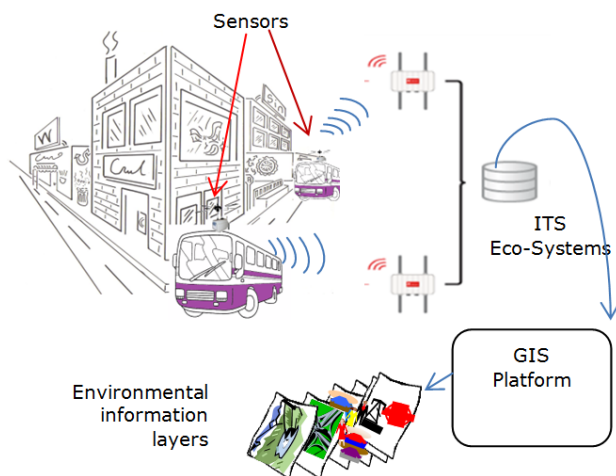 Sensors
ITS
Eco-Systems
GIS
Platform
Environmental
information
layers